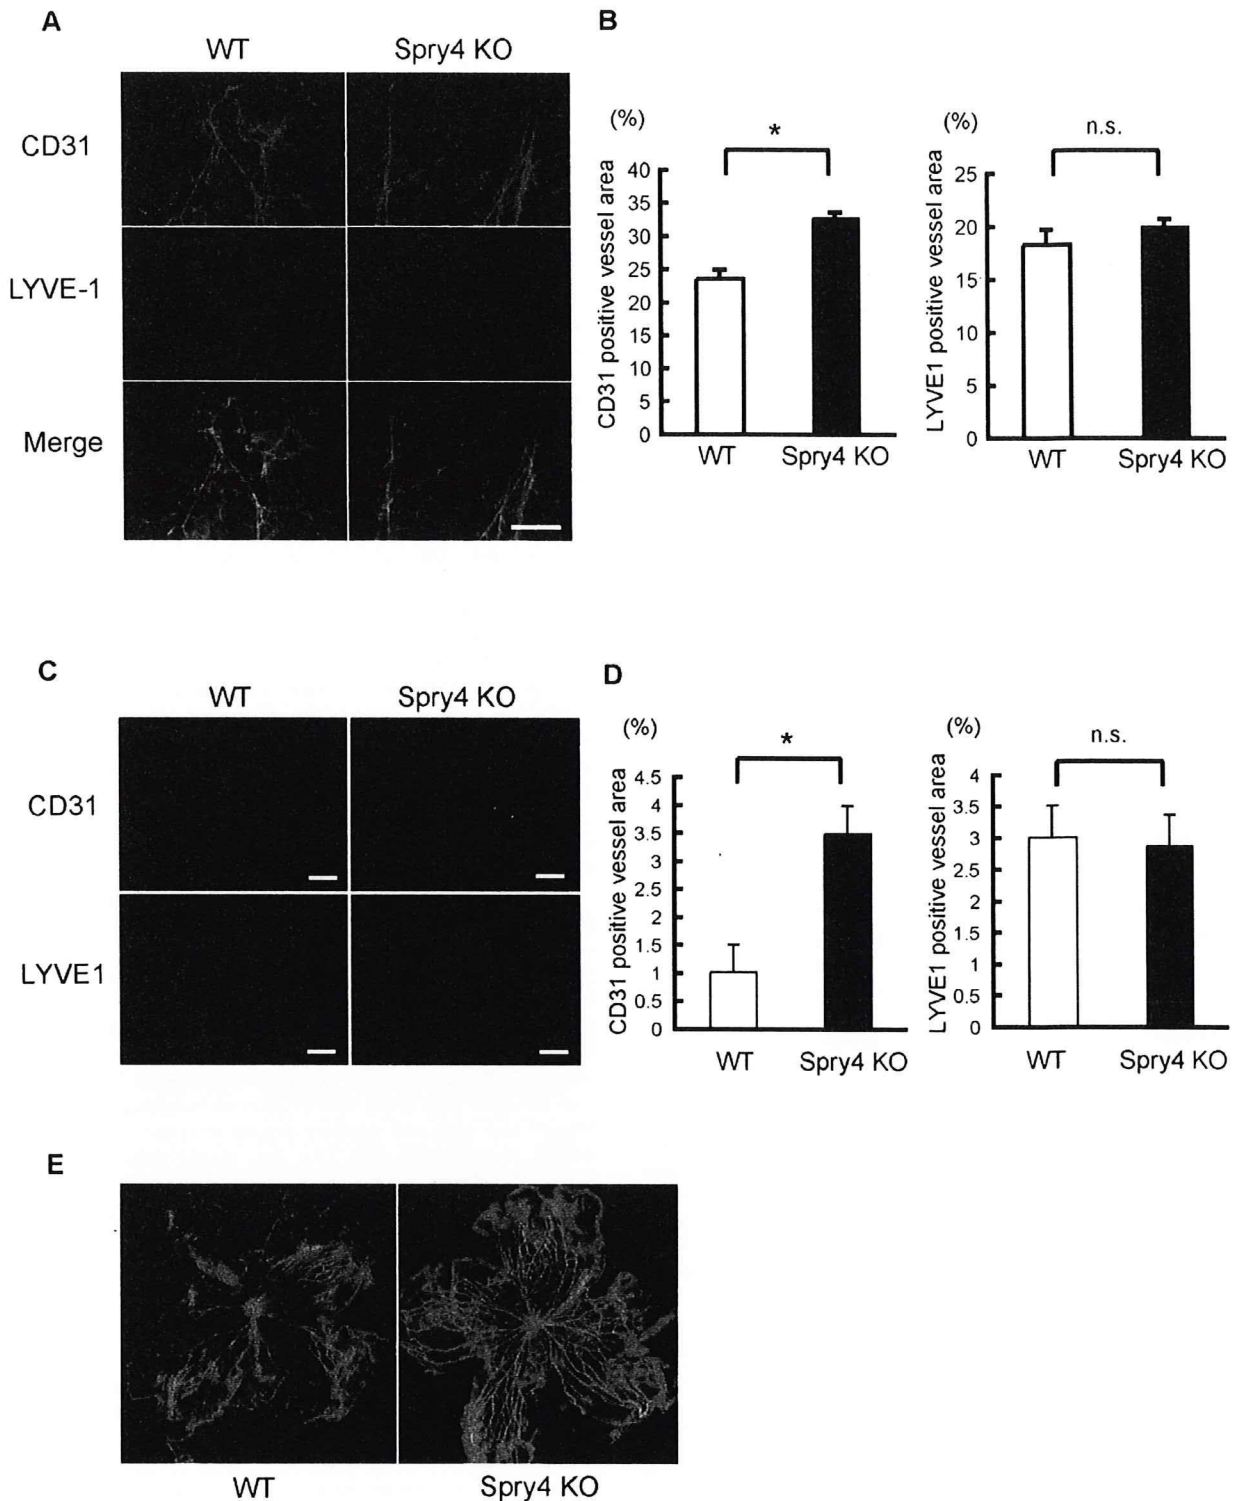 A
WT Spry4 KO
CD31
LYVE-1
Merge
B
(%)
*
CD31 positive vessel area
40
35
30
25
20
15
10
5
0
WT Spry4 KO
(%)
n.s.
LYVE1 positive vessel area
25
20
15
10
5
0
WT Spry4 KO
C
WT Spry4 KO
CD31
LYVE1
D
(%)
*
CD31 positive vessel area
4.5
4
3.5
3
2.5
2
1.5
1
0.5
0
WT Spry4 KO
(%)
n.s.
LYVE1 positive vessel area
4
3.5
3
2.5
2
1.5
1
0.5
0
WT Spry4 KO
E
WT Spry4 KO